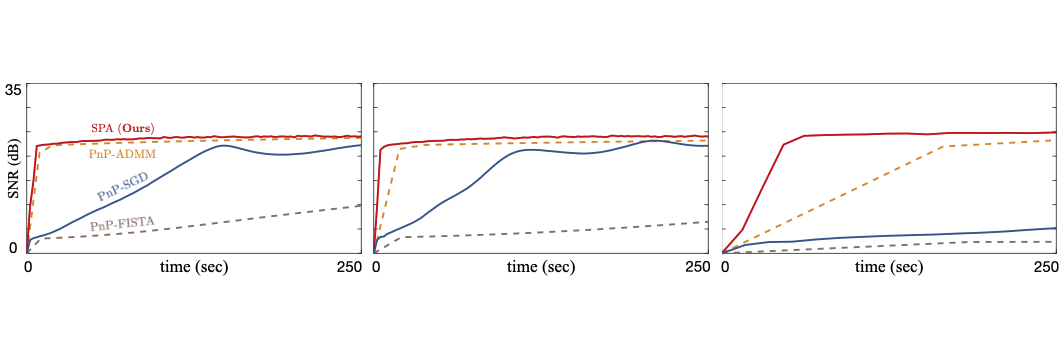 35
SNR (dB)
0
SPA (Ours)
PnP-ADMM
PnP-SGD
PnP-FISTA
0
time (sec)
250
0
time (sec)
250
0
time (sec)
250